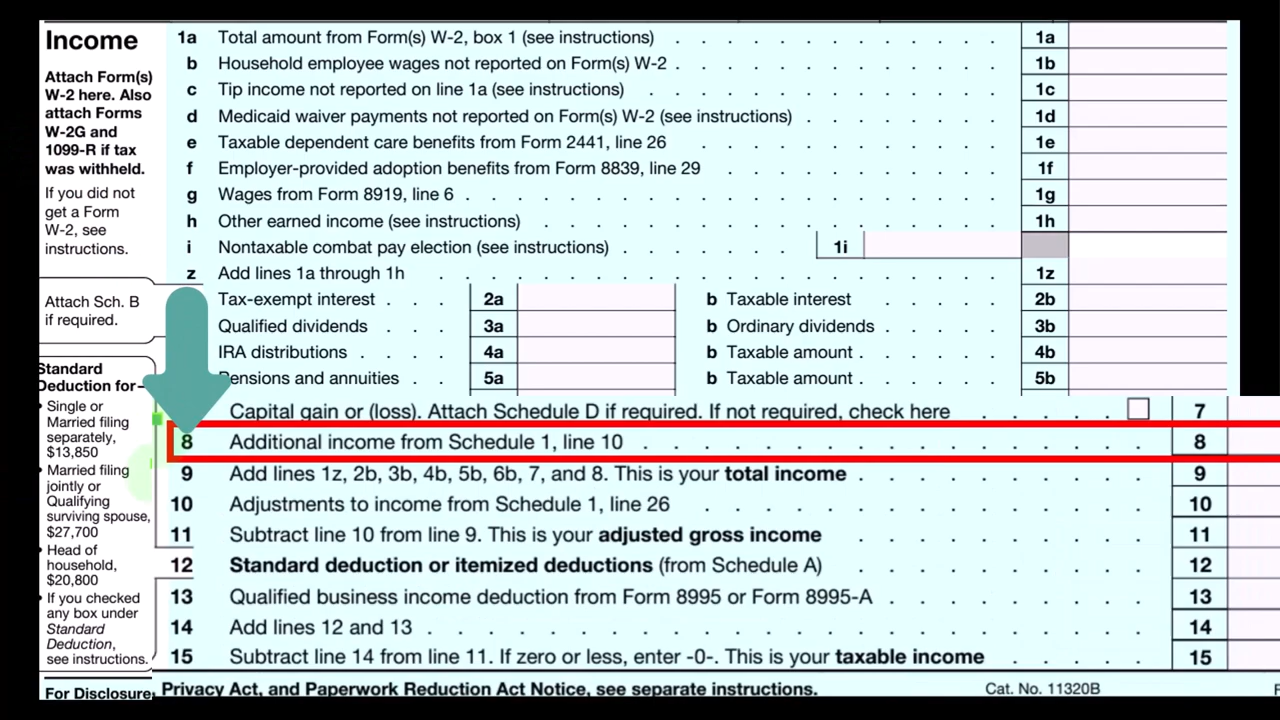 Income
Attach Form(s)
W-2 here. Also
attach Forms
W-2G and
1099-R if tax
was withheld.
If you did not
get a Form
W-2, see
instructions.
1a Total amount from Form(s) W-2, box 1 (see instructions) 1a
b Household employee wages not reported on Form(s) W-2 1b
c Tip income not reported on line 1a (see instructions) 1c
d Medicaid waiver payments not reported on Form(s) W-2 (see instructions) 1d
e Taxable dependent care benefits from Form 2441, line 26 1e
f Employer-provided adoption benefits from Form 8839, line 29 1f
g Wages from Form 8919, line 6 1g
h Other earned income (see instructions) 1h
i Nontaxable combat pay election (see instructions) 1i
z Add lines 1a through 1h 1z
Attach Sch. B
if required.
Tax-exempt interest 2a b Taxable interest 2b
Qualified dividends 3a b Ordinary dividends 3b
IRA distributions 4a b Taxable amount 4b
Pensions and annuities 5a b Taxable amount 5b
Standard
Deduction for—
• Single or
Married filing
separately,
$13,850
• Married filing
jointly or
Qualifying
surviving spouse,
$27,700
• Head of
household,
$20,800
• If you checked
any box under
Standard
Deduction,
see instructions.
Capital gain or (loss). Attach Schedule D if required. If not required, check here 7
8 Additional income from Schedule 1, line 10 8
9 Add lines 1z, 2b, 3b, 4b, 5b, 6b, 7, and 8. This is your total income 9
10 Adjustments to income from Schedule 1, line 26 10
11 Subtract line 10 from line 9. This is your adjusted gross income 11
12 Standard deduction or itemized deductions (from Schedule A) 12
13 Qualified business income deduction from Form 8995 or Form 8995-A 13
14 Add lines 12 and 13 14
15 Subtract line 14 from line 11. If zero or less, enter -0-. This is your taxable income 15
For Disclosure, Privacy Act, and Paperwork Reduction Act Notice, see separate instructions. Cat. No. 11320B